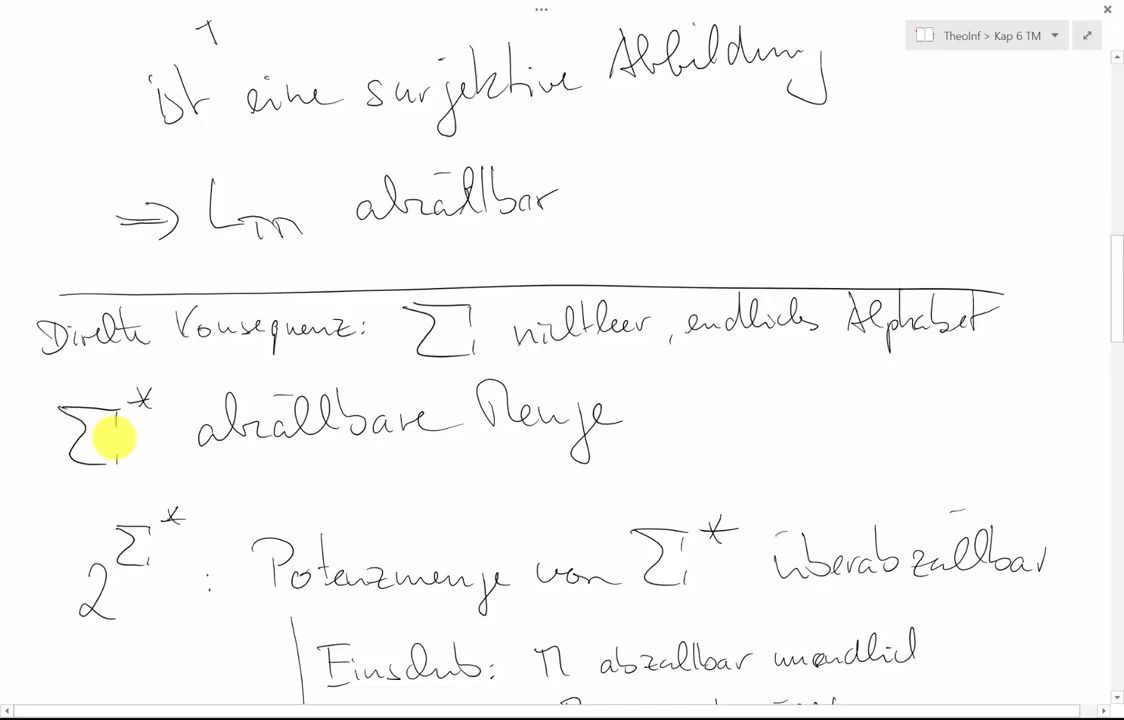 TheoInf > Kap 6 TM
ist eine surjektive Abbildung
⇒ L_TM abzählbar
Direkte Konsequenz: Σ nichtleer, endliches Alphabet
Σ* abzählbare Menge
2^Σ* : Potenzmenge von Σ* überabzählbar
Einschub: M abzählbar unendlich